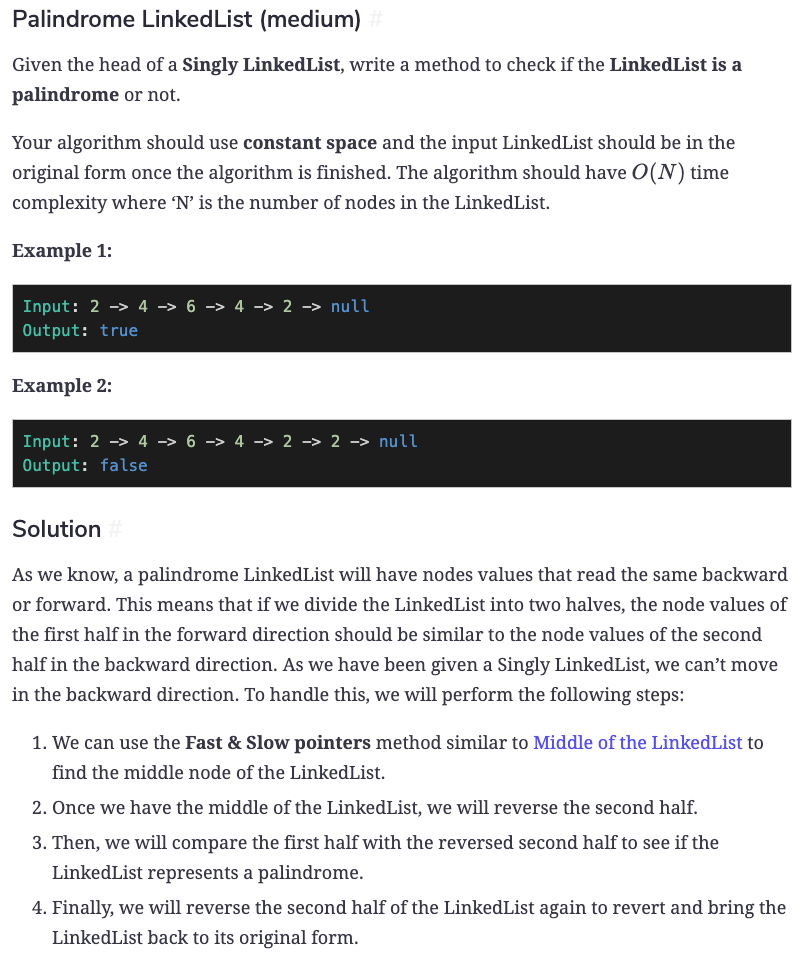 Palindrome LinkedList (medium) #
Given the head of a Singly LinkedList, write a method to check if the LinkedList is a
palindrome or not.
Your algorithm should use constant space and the input LinkedList should be in the
original form once the algorithm is finished. The algorithm should have O(N) time
complexity where ‘N’ is the number of nodes in the LinkedList.
Example 1:
Input: 2 -> 4 -> 6 -> 4 -> 2 -> null
Output: true
Example 2:
Input: 2 -> 4 -> 6 -> 4 -> 2 -> 2 -> null
Output: false
Solution #
As we know, a palindrome LinkedList will have nodes values that read the same backward
or forward. This means that if we divide the LinkedList into two halves, the node values of
the first half in the forward direction should be similar to the node values of the second
half in the backward direction. As we have been given a Singly LinkedList, we can’t move
in the backward direction. To handle this, we will perform the following steps:
1. We can use the Fast & Slow pointers method similar to Middle of the LinkedList to
find the middle node of the LinkedList.
2. Once we have the middle of the LinkedList, we will reverse the second half.
3. Then, we will compare the first half with the reversed second half to see if the
LinkedList represents a palindrome.
4. Finally, we will reverse the second half of the LinkedList again to revert and bring the
LinkedList back to its original form.